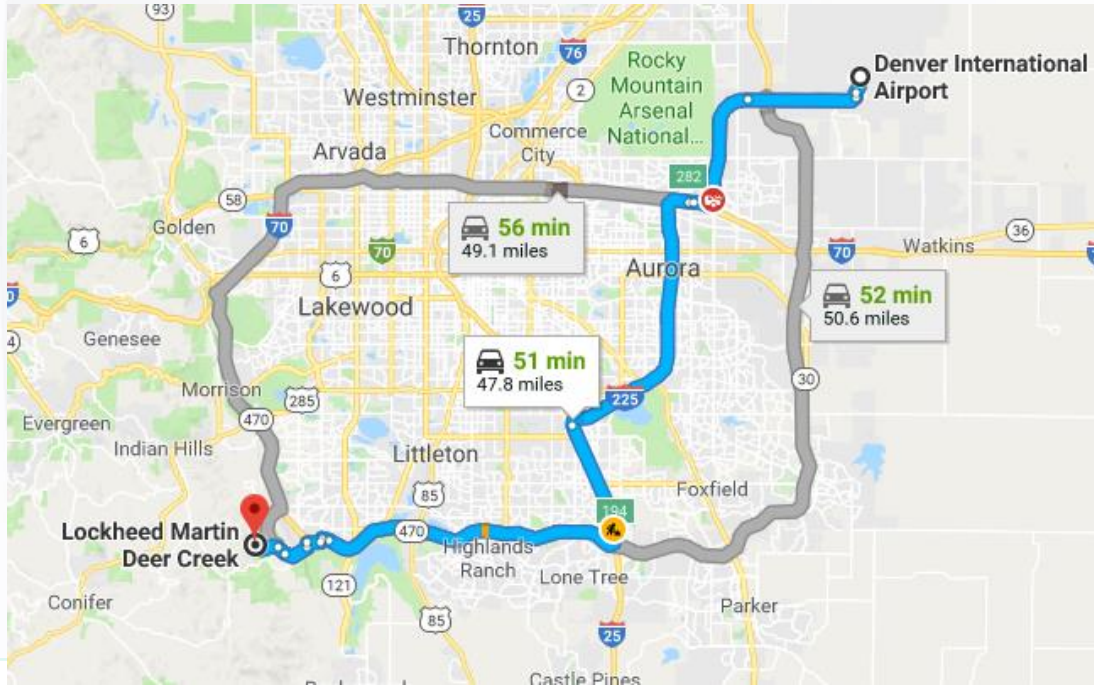 93
25
Thornton
76
Rocky
Mountain
Arsenal
National...
Denver International
Airport
2
Westminster
Commerce
City
Arvada
282
58
70
Golden
6
56 min
49.1 miles
70
6
Aurora
70
Watkins
36
Lakewood
52 min
50.6 miles
Genesee
51 min
47.8 miles
30
Morrison
285
225
470
Evergreen
Indian Hills
Littleton
85
Foxfield
194
Lockheed Martin
Deer Creek
470
Highlands
Ranch
Lone Tree
121
Conifer
85
Parker
25
Castle Pines